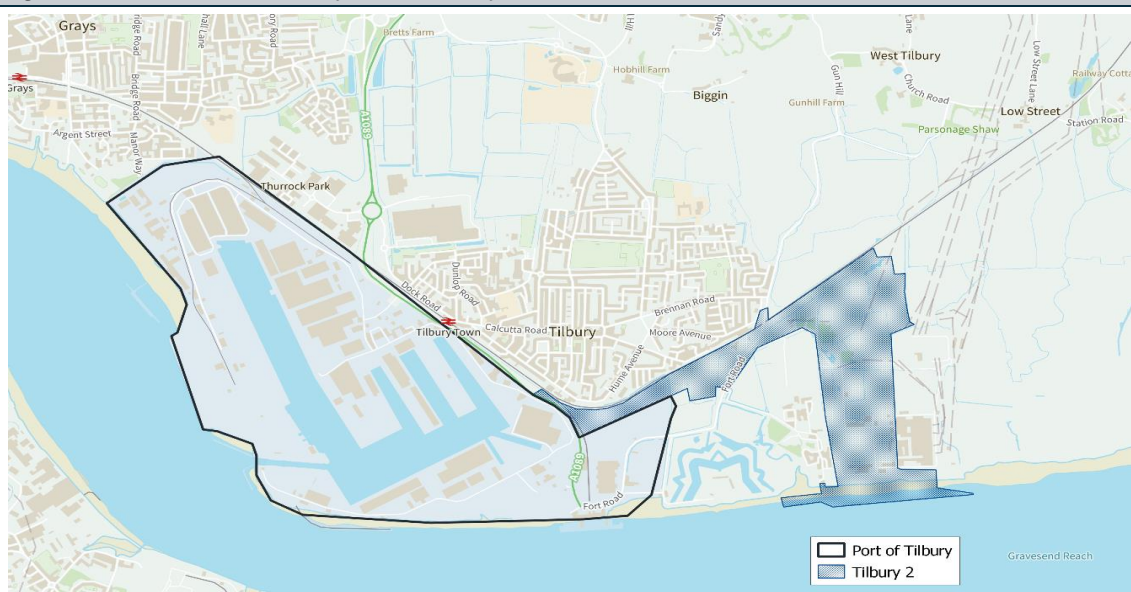 Grays
Bretts Farm
Hobhill Farm
Biggin
West Tilbury
Gun Hill
Gunhill Farm
Church Road
Parsonage Shaw
Low Street Lane
Low Street
Railway Cotta
Station Road
Grays
Bridge Road
Argent Street
Manor Way
A1089
Thurrock Park
Dunlop Road
Dock Road
Tilbury Town
Calcutta Road
Tilbury
Brennan Road
Moore Avenue
Hume Avenue
Fort Road
A1089
Fort Road
Gravesend Reach
Port of Tilbury
Tilbury 2